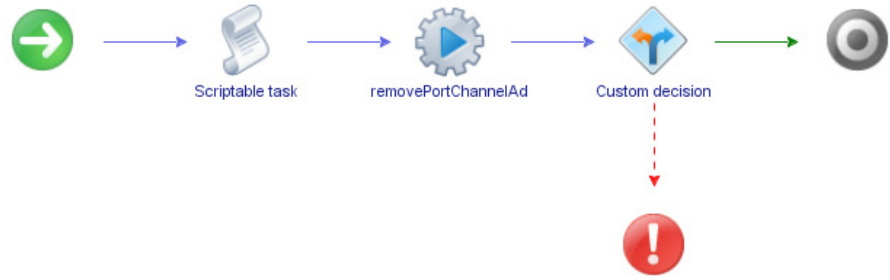 Scriptable task
removePortChannelAd
Custom decision